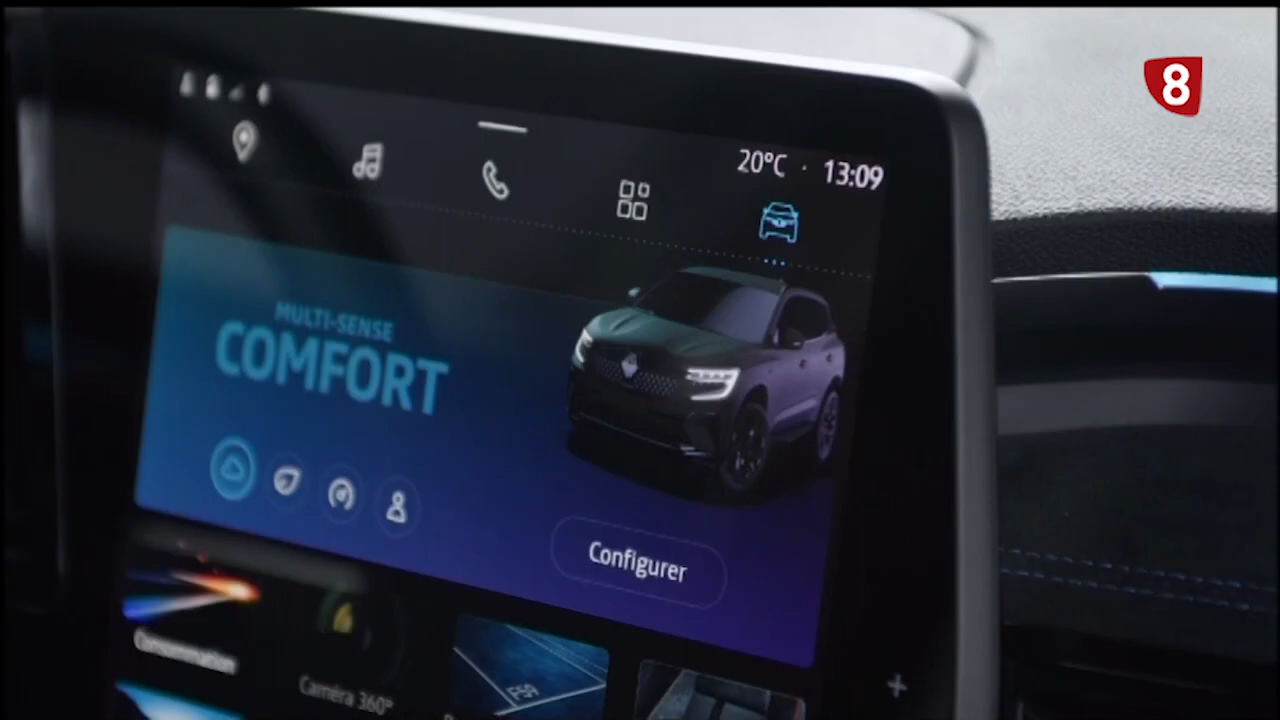 8
20°C · 13:09
MULTI-SENSE
COMFORT
Configurer
Consommation
Caméra 360°